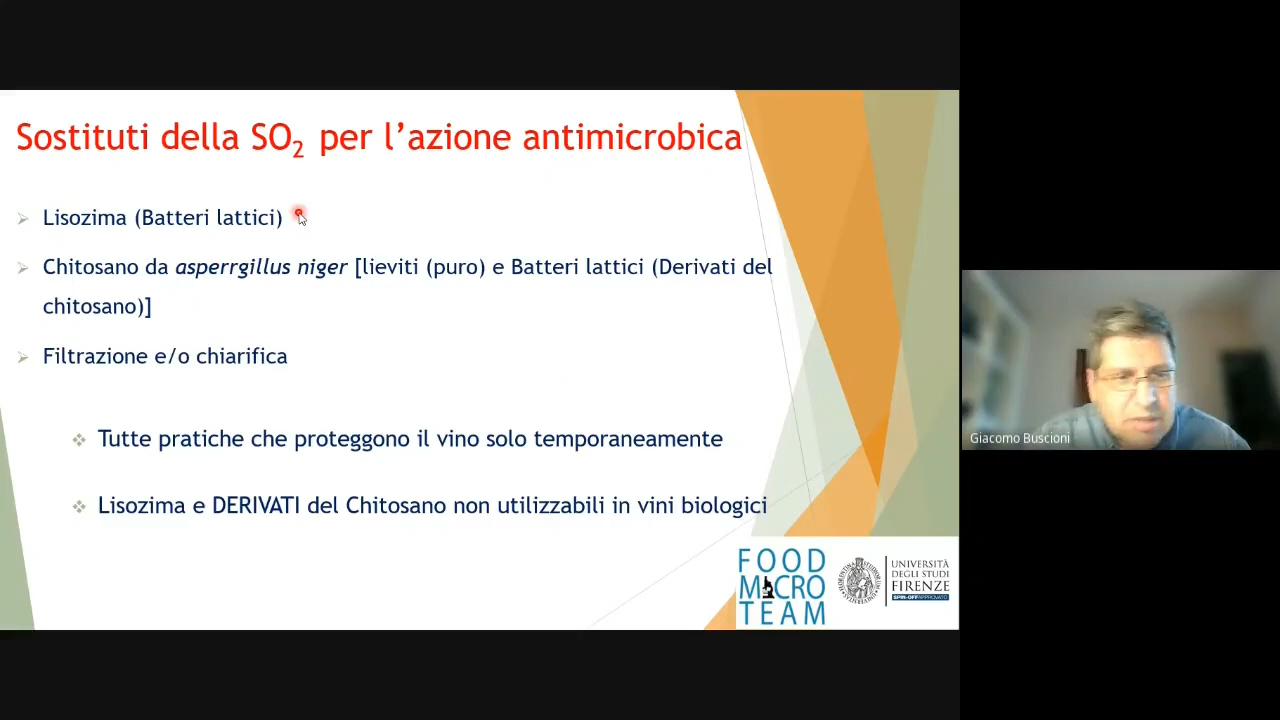 Sostituti della SO2 per l’azione antimicrobica
Lisozima (Batteri lattici)
Chitosano da asperrgillus niger [lieviti (puro) e Batteri lattici (Derivati del
chitosano)]
Filtrazione e/o chiarifica
Tutte pratiche che proteggono il vino solo temporaneamente
Lisozima e DERIVATI del Chitosano non utilizzabili in vini biologici
FOOD
MICRO
TEAM
UNIVERSITÀ
DEGLI STUDI
FIRENZE
SPIN-OFF APPROVATO
Giacomo Buscioni